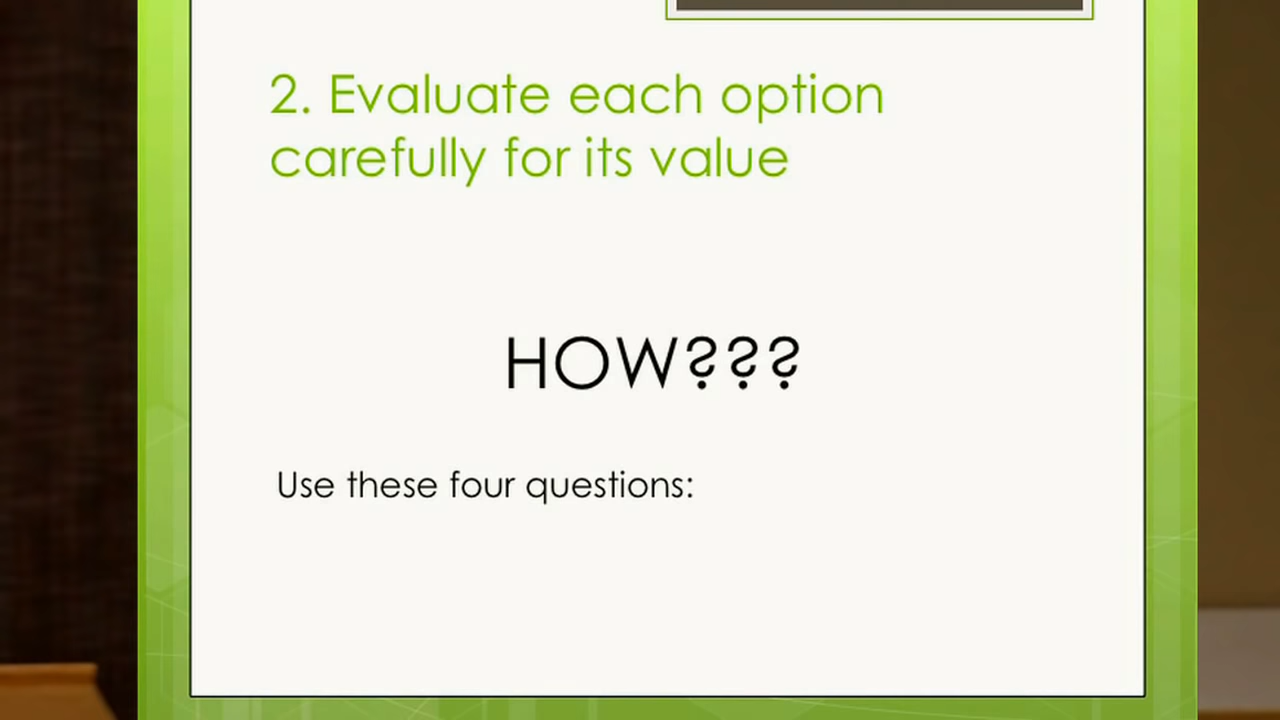 2. Evaluate each option
carefully for its value
HOW???
Use these four questions: